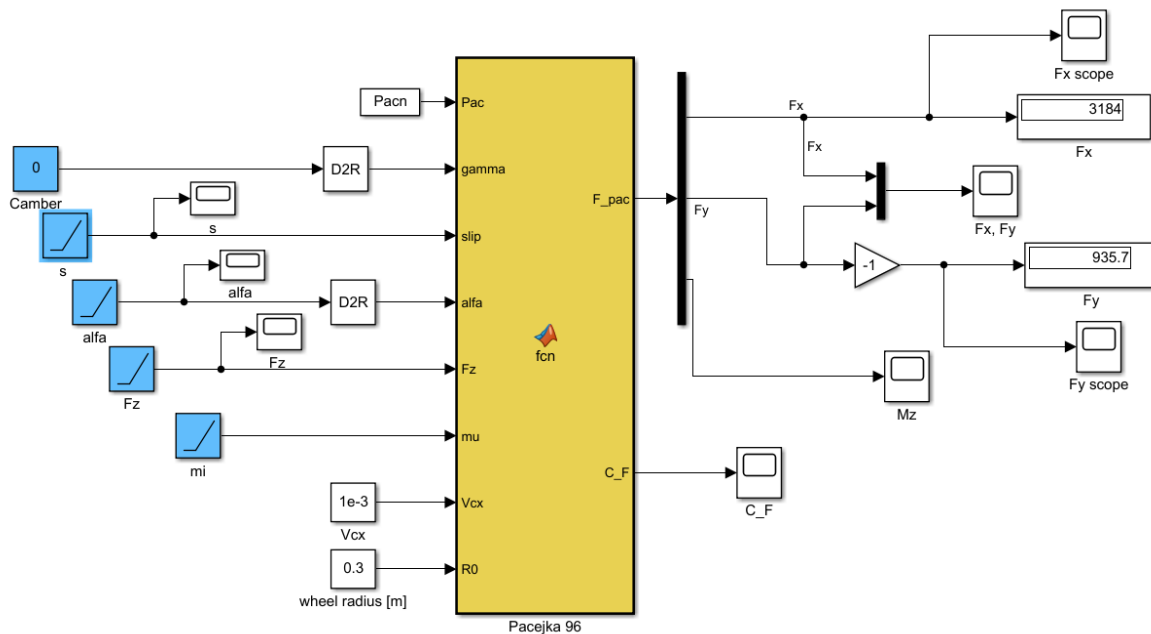 Pacn
Pac
0
Camber
D2R
gamma
s
s
slip
alfa
alfa
D2R
alfa
Fz
Fz
Fz
mi
mu
1e-3
Vcx
Vcx
0.3
wheel radius [m]
R0
fcn
F_pac
C_F
Pacejka 96
Fx
Fx
Fy
Fx scope
3184
Fx
Fx, Fy
-1
935.7
Fy
Fy scope
Mz
C_F